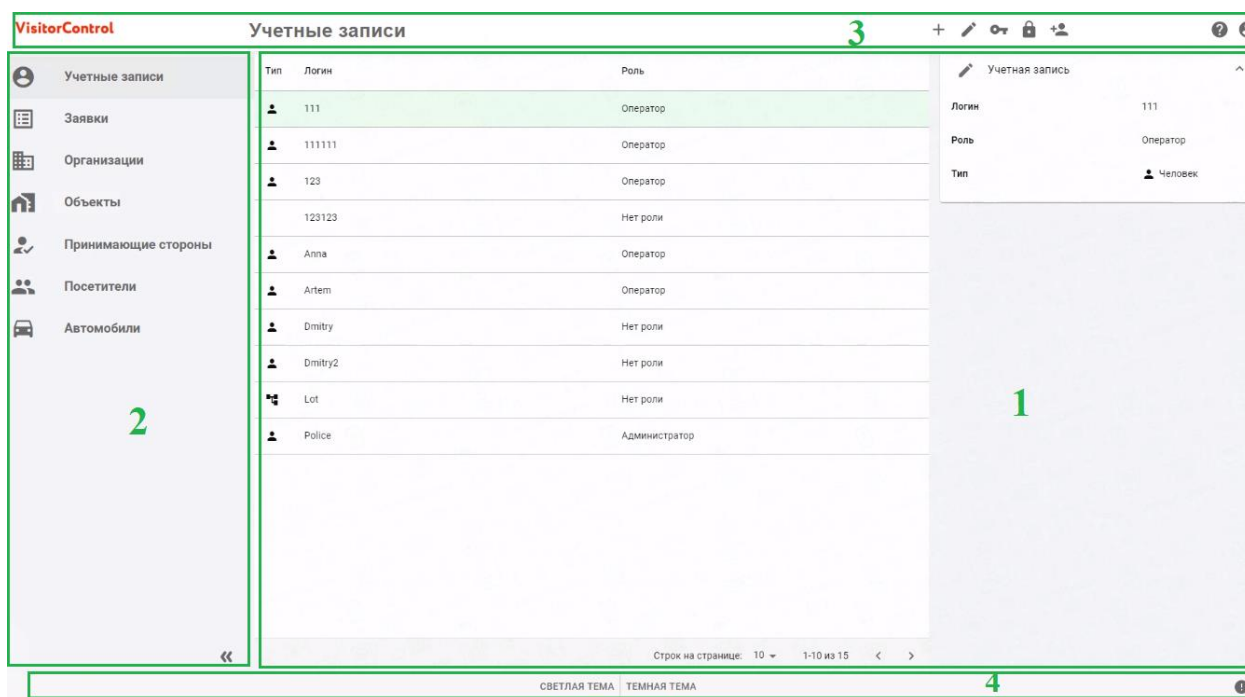 VisitorControl Учетные записи 3
Учетные записи
Заявки
Организации
Объекты
Принимающие стороны
Посетители
Автомобили
2
Тип Логин Роль
111 Оператор
111111 Оператор
123 Оператор
123123 Нет роли
Anna Оператор
Artem Оператор
Dmitry Нет роли
Dmitry2 Нет роли
Lot Нет роли
Police Администратор
Строк на странице: 10 1-10 из 15
Учетная запись
Логин 111
Роль Оператор
Тип Человек
1
СВЕТЛАЯ ТЕМА ТЕМНАЯ ТЕМА 4